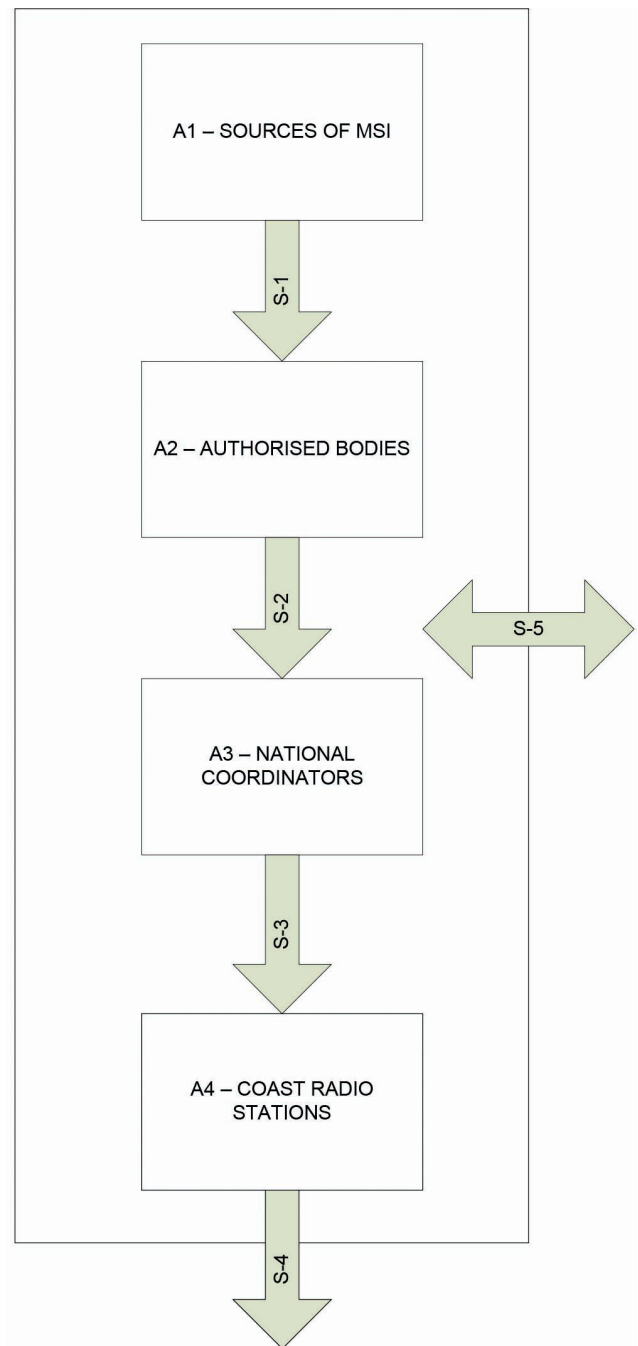 A1 – SOURCES OF MSI
S-1
A2 – AUTHORISED BODIES
S-2
S-5
A3 – NATIONAL
COORDINATORS
S-3
A4 – COAST RADIO
STATIONS
S-4